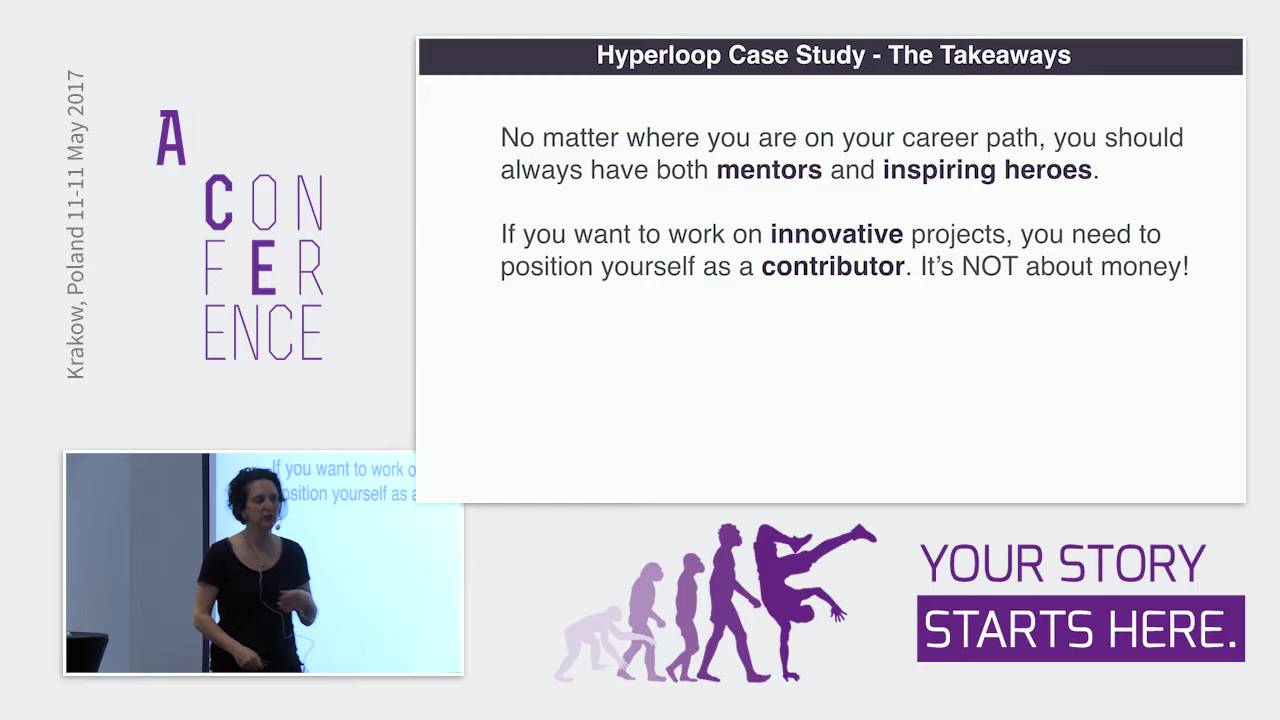 Krakow, Poland 11-11 May 2017
A
CON
FER
ENCE
Hyperloop Case Study - The Takeaways
No matter where you are on your career path, you should
always have both mentors and inspiring heroes.
If you want to work on innovative projects, you need to
position yourself as a contributor. It's NOT about money!
If you want to work o
position yourself as a
YOUR STORY
STARTS HERE.